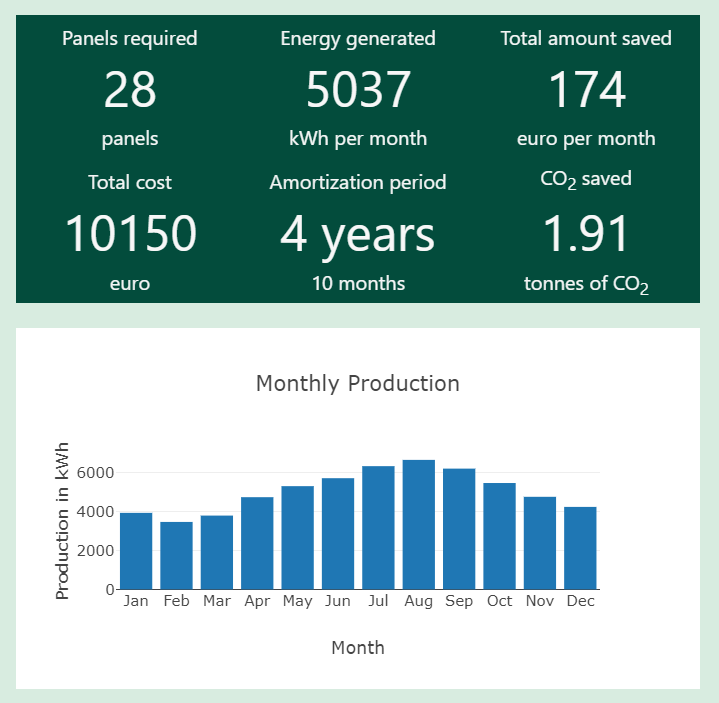 Panels required
28
panels
Energy generated
5037
kWh per month
Total amount saved
174
euro per month
Total cost
10150
euro
Amortization period
4 years
10 months
CO₂ saved
1.91
tonnes of CO₂
Monthly Production
Production in kWh
6000
4000
2000
0
Jan Feb Mar Apr May Jun Jul Aug Sep Oct Nov Dec
Month